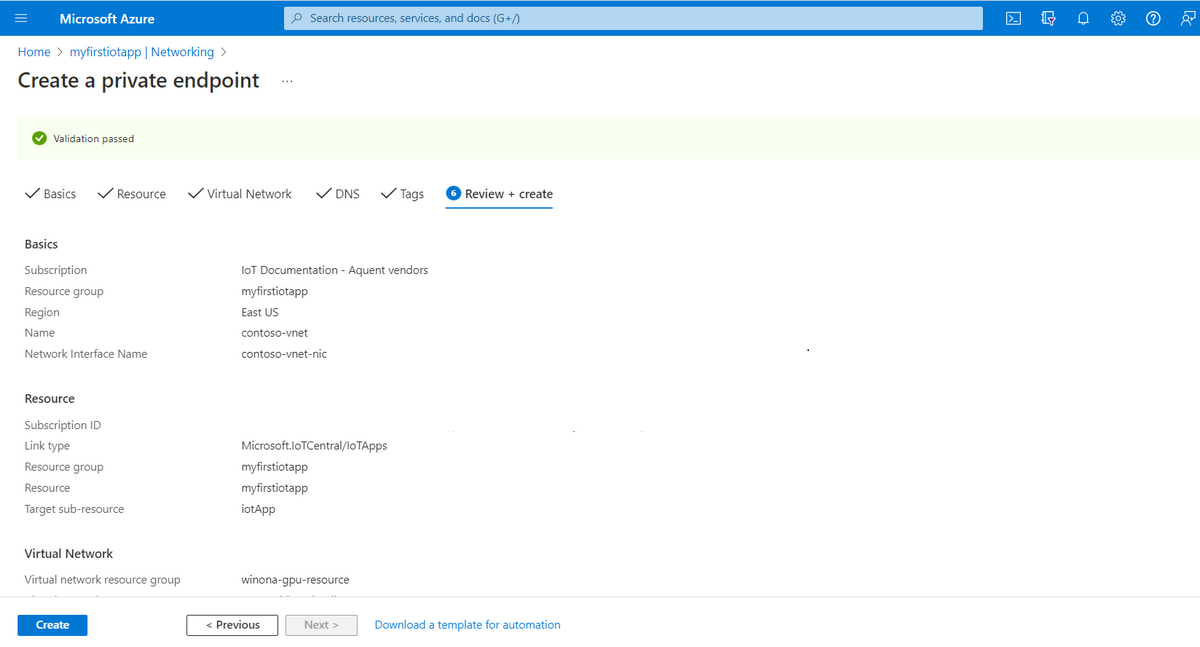 Microsoft Azure
Search resources, services, and docs (G+/)
Home > myfirstiotapp | Networking >
Create a private endpoint ...
Validation passed
Basics Resource Virtual Network DNS Tags 6 Review + create
Basics
Subscription IoT Documentation - Aquent vendors
Resource group myfirstiotapp
Region East US
Name contoso-vnet
Network Interface Name contoso-vnet-nic
Resource
Subscription ID
Link type Microsoft.IoTCentral/IoTApps
Resource group myfirstiotapp
Resource myfirstiotapp
Target sub-resource iotApp
Virtual Network
Virtual network resource group winona-gpu-resource
Create < Previous Next > Download a template for automation